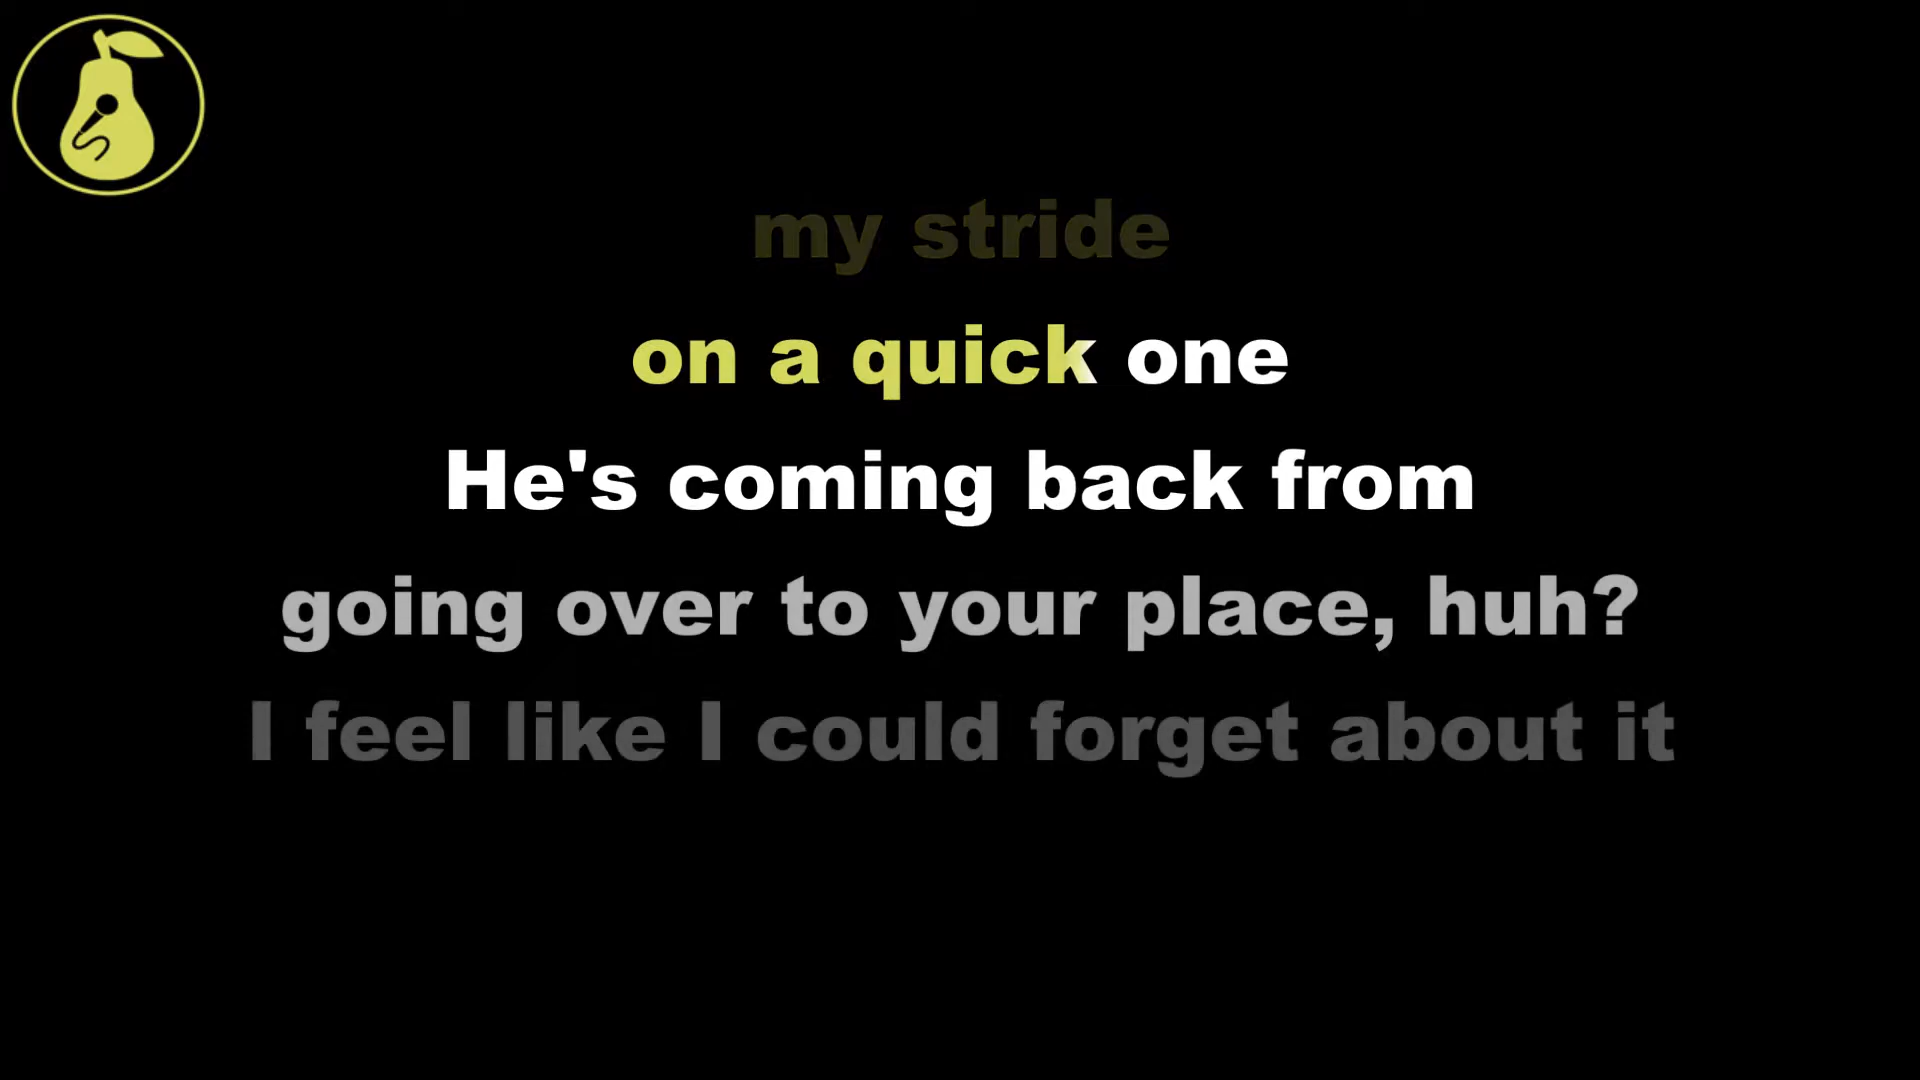 my stride
on a quick one
He's coming back from
going over to your place, huh?
I feel like I could forget about it